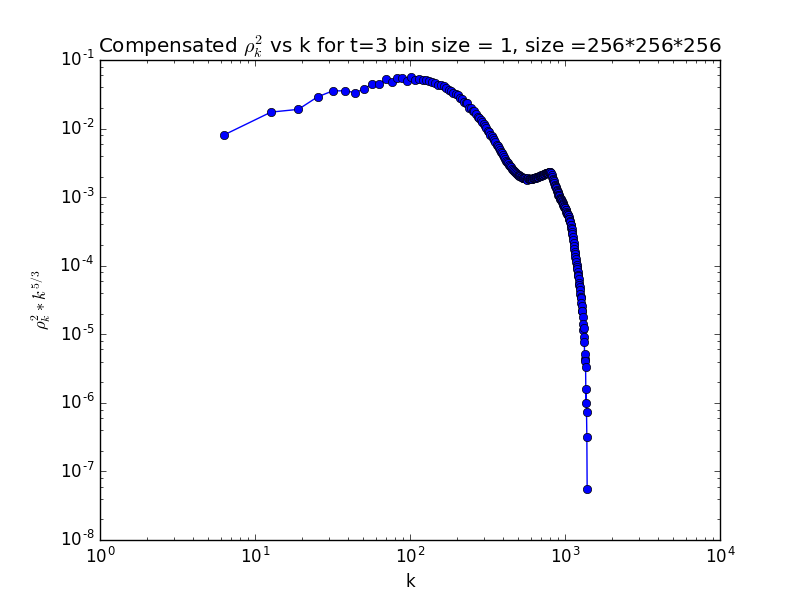 Compensated ρ_k^2 vs k for t=3 bin size = 1, size =256*256*256
10^-1
10^-2
10^-3
10^-4
10^-5
10^-6
10^-7
10^-8
ρ_k^2 * k^5/3
10^0 10^1 10^2 10^3 10^4
k